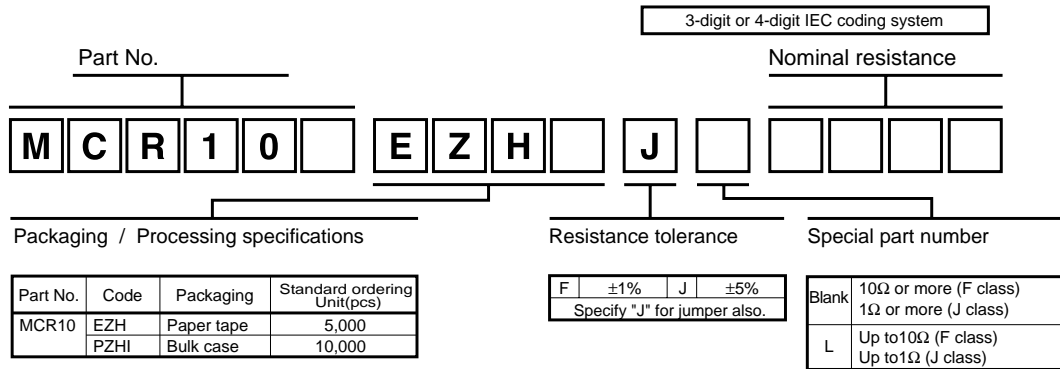 3-digit or 4-digit IEC coding system
Part No.
Nominal resistance
M C R 1 0 E Z H J
Packaging / Processing specifications
Resistance tolerance
Special part number
Part No. Code Packaging Standard ordering Unit(pcs)
MCR10 EZH Paper tape 5,000
PZHI Bulk case 10,000
F ±1% J ±5%
Specify "J" for jumper also.
Blank 10Ω or more (F class)
1Ω or more (J class)
L Up to10Ω (F class)
Up to1Ω (J class)